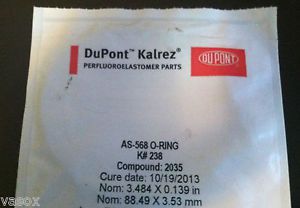 DuPont™ Kalrez®
PERFLUOROELASTOMER PARTS
DUPONT
AS-568 O-RING
K# 238
Compound: 2035
Cure date: 10/19/2013
Nom: 3.484 X 0.139 in
Nom: 88.49 X 3.53 mm
vasox